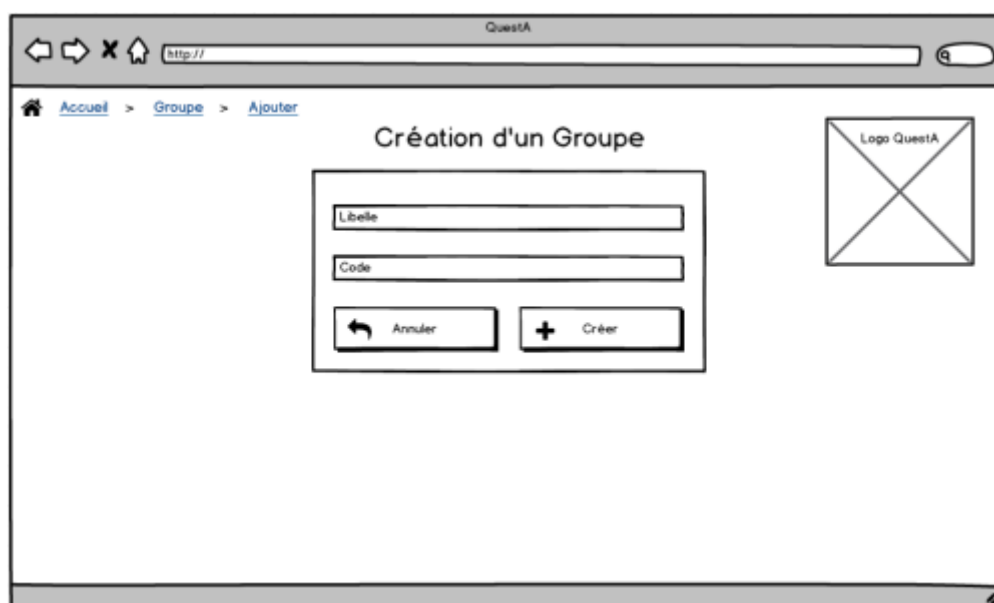 QuestA
http://
Accueil > Groupe > Ajouter
Création d'un Groupe
Logo QuestA
Libelle
Code
Annuler
Créer